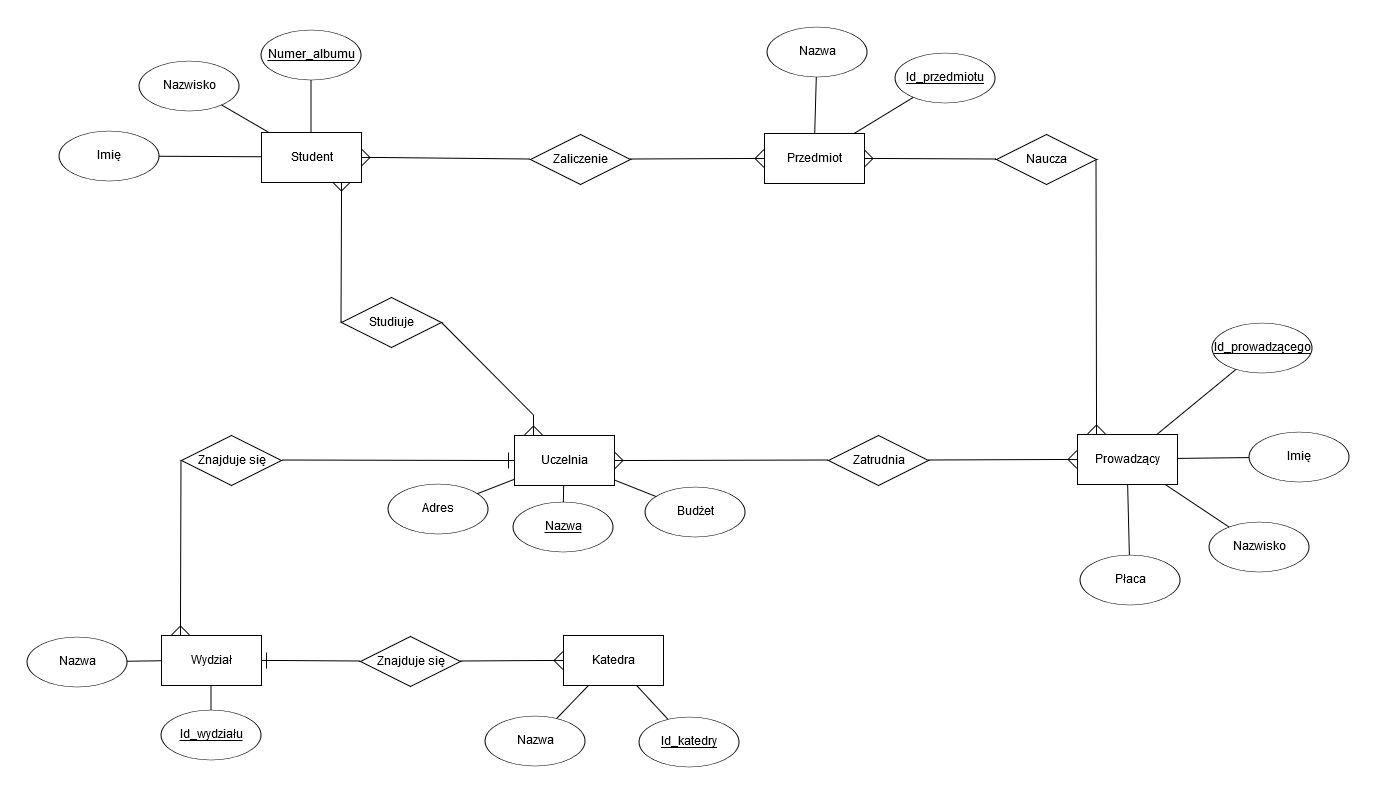 Nazwa
Numer_albumu
Id_przedmiotu
Nazwisko
Imię
Student
Zaliczenie
Przedmiot
Naucza
Studiuje
Id_prowadzącego
Znajduje się
Uczelnia
Zatrudnia
Prowadzący
Imię
Adres
Nazwa
Budżet
Nazwisko
Płaca
Nazwa
Wydział
Znajduje się
Katedra
Id_wydziału
Nazwa
Id_katedry